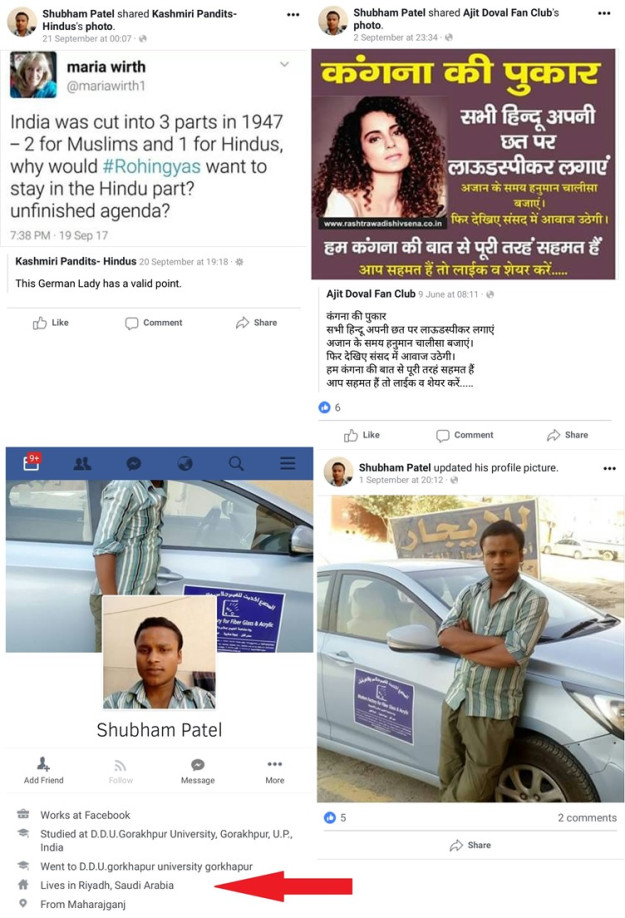 Shubham Patel shared Kashmiri Pandits-
Hindus's photo.
21 September at 00:07
maria wirth
@mariawirth1
India was cut into 3 parts in 1947
– 2 for Muslims and 1 for Hindus,
why would #Rohingyas want to
stay in the Hindu part?
unfinished agenda?
7:38 PM · 19 Sep 17
Kashmiri Pandits- Hindus 20 September at 19:18
This German Lady has a valid point.
Like Comment Share
Shubham Patel shared Ajit Doval Fan Club's
photo.
2 September at 23:34
कंगना की पुकार
सभी हिन्दू अपनी
छत पर
लाऊडस्पीकर लगाएं
अजान के समय हनुमान चालीसा
बजाएं।
फिर देखिए संसद में आवाज उठेगी।
www.rashtrawadishivsena.co.in
हम कंगना की बात से पूरी तरहं सहमत हैं
आप सहमत हैं तो लाईक व शेयर करें.....
Ajit Doval Fan Club 9 June at 08:11
कंगना की पुकार
सभी हिन्दू अपनी छत पर लाऊडस्पीकर लगाएं
अजान के समय हनुमान चालीसा बजाएं।
फिर देखिए संसद में आवाज उठेगी।
हम कंगना की बात से पूरी तरहं सहमत हैं
आप सहमत हैं तो लाईक व शेयर करें.....
6
Like Comment Share
9+
for Fiber Glass & Acrylic
Shubham Patel
Add Friend Follow Message More
Works at Facebook
Studied at D.D.U.Gorakhpur University, Gorakhpur, U.P.,
India
Went to D.D.U.gorkhapur university gorkhapur
Lives in Riyadh, Saudi Arabia
From Maharajganj
Shubham Patel updated his profile picture.
1 September at 20:12
للايجار
for Fiber Glass & Acrylic
5 2 comments
Share